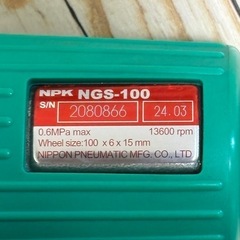 NPK NGS-100
S/N 2080866 24.03
0.6MPa max 13600 rpm
Wheel size:100 x 6 x 15 mm
NIPPON PNEUMATIC MFG. CO., LTD